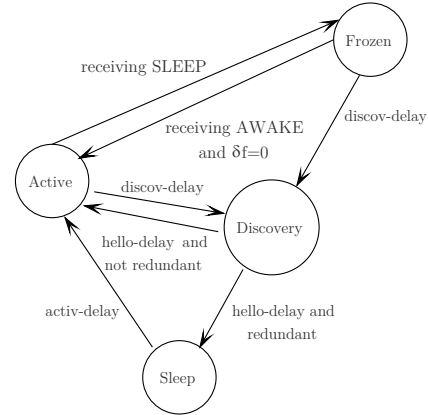 Frozen
receiving SLEEP
discov-delay
receiving AWAKE
and δf=0
Active
discov-delay
Discovery
hello-delay and
not redundant
activ-delay
hello-delay and
redundant
Sleep